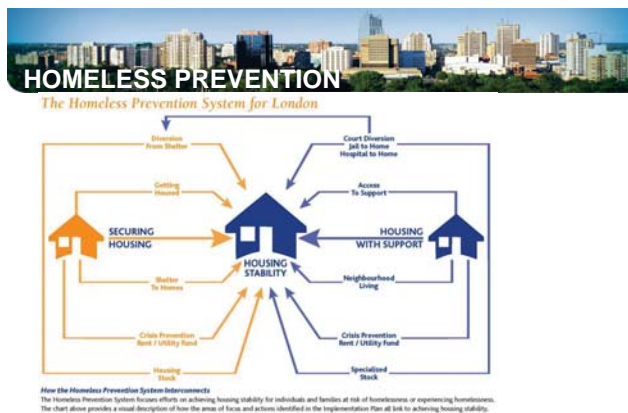 HOMELESS PREVENTION
The Homeless Prevention System for London
Diversion
from Shelter
Court Diversion
Jail to Home
Hospital to Home
Getting
Housed
Access
To Support
SECURING
HOUSING
HOUSING
WITH SUPPORT
HOUSING
STABILITY
Shelter
To Homes
Neighbourhood
Living
Crisis Prevention
Rent / Utility Fund
Crisis Prevention
Rent / Utility Fund
Housing
Stock
Specialized
Stock
How the Homeless Prevention System Interconnects
The Homeless Prevention System focuses efforts on achieving housing stability for individuals and families at risk of homelessness or experiencing homelessness.
The chart above provides a visual description of how the areas of focus and actions identified in the Implementation Plan all link to achieving housing stability.